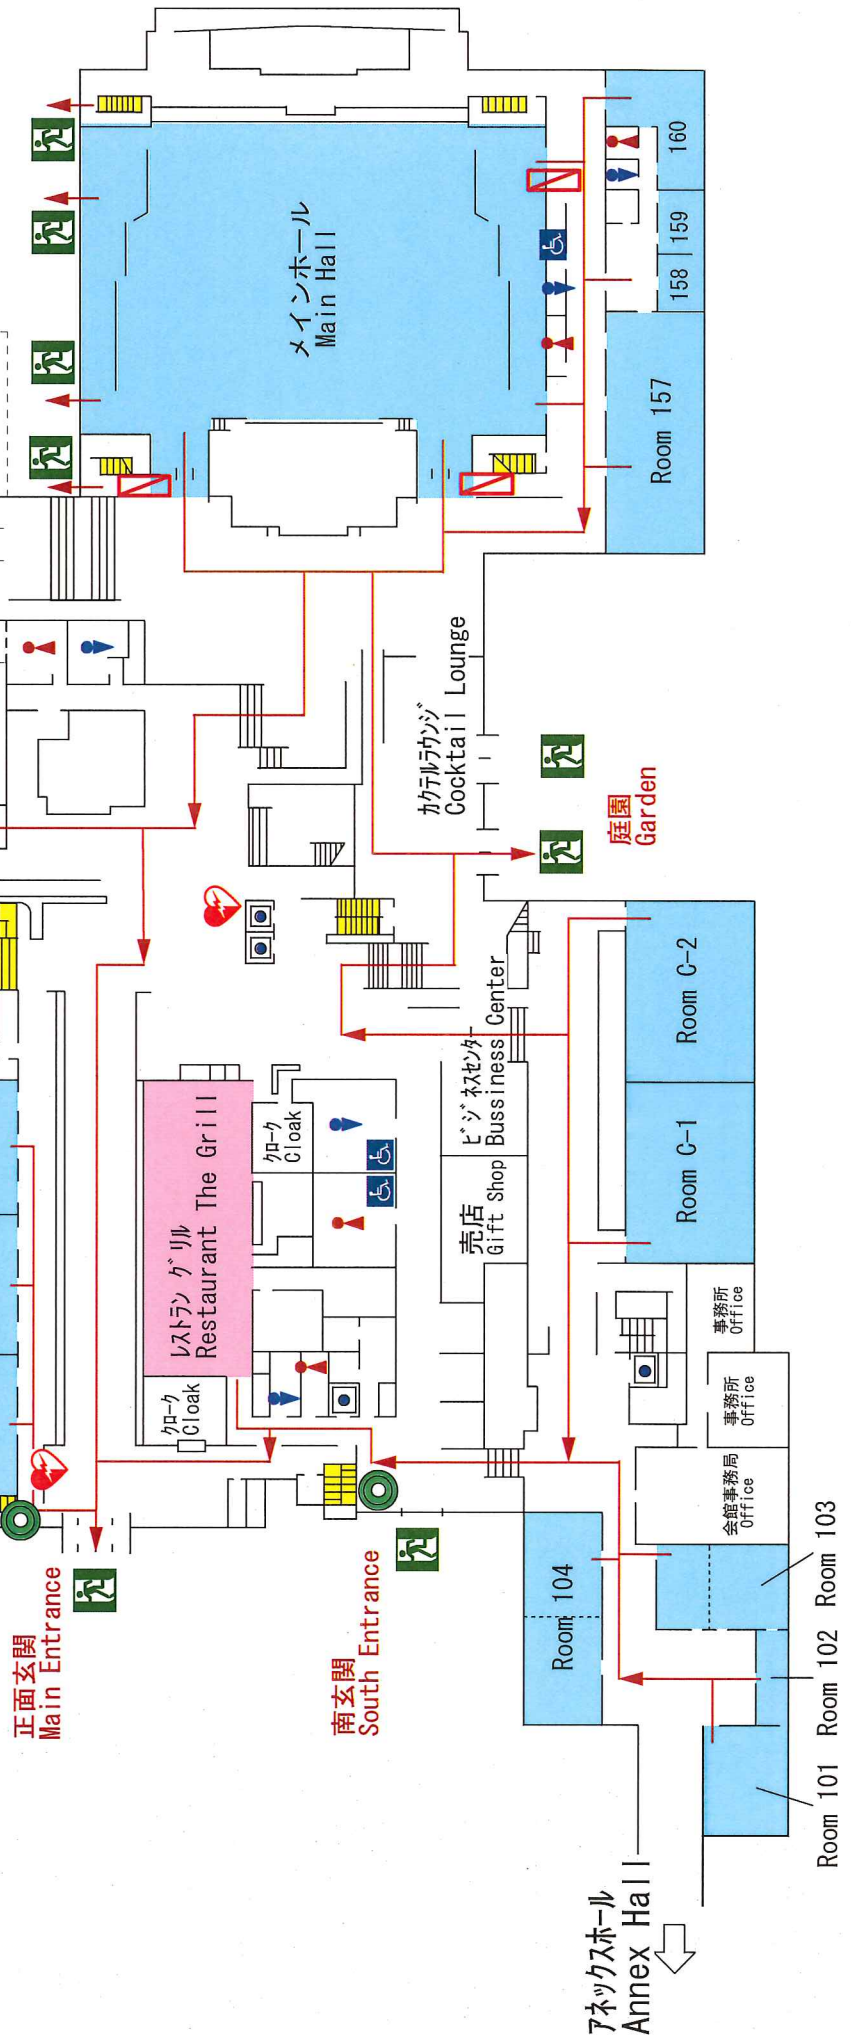 メインホール
Main Hall
160
159
158
Room 157
カクテルラウンジ
Cocktail Lounge
庭園
Garden
Room C-2
Room C-1
ビジネスセンター
Bussiness Center
売店
Gift Shop
クローク
Cloak
レストラン グリル
Restaurant The Grill
クローク
Cloak
事務所
Office
事務所
Office
会館事務局
Office
正面玄関
Main Entrance
南玄関
South Entrance
Room 104
Room 103
Room 102
Room 101
アネックスホール
Annex Hall